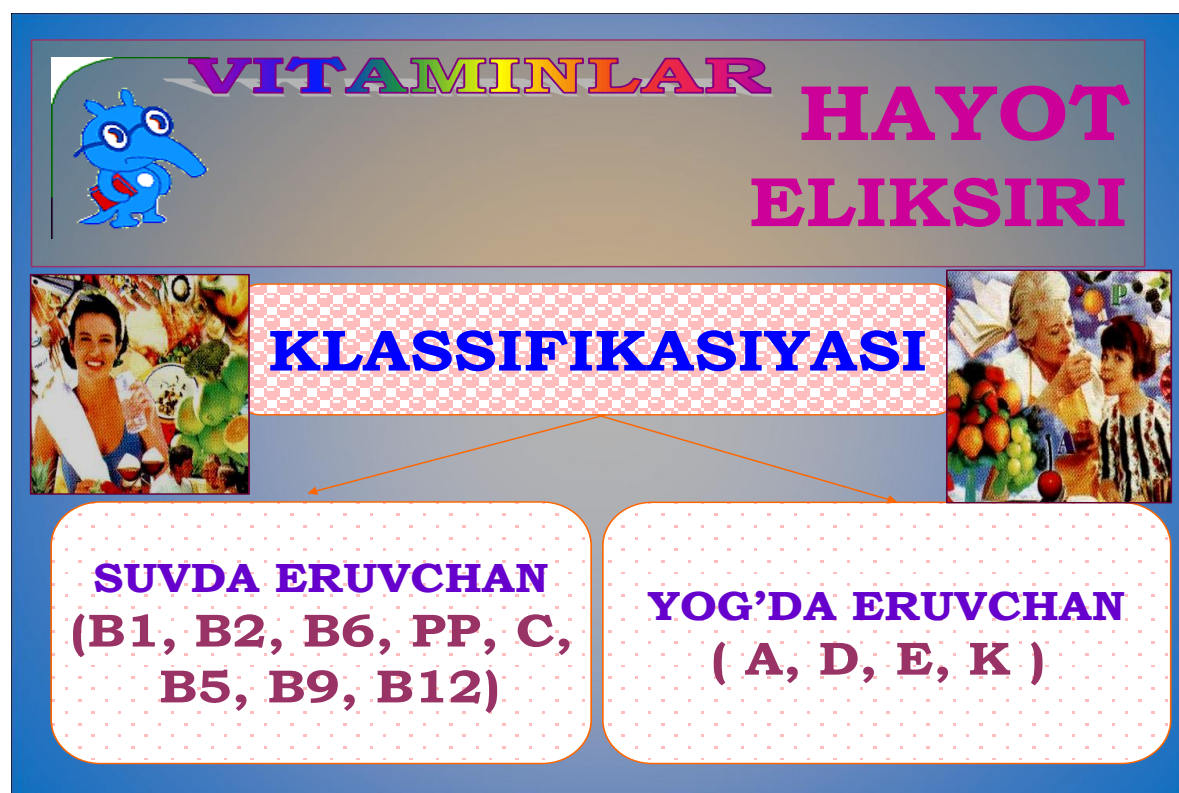 VITAMINLAR
HAYOT
ELIKSIRI
P
KLASSIFIKASIYASI
A
SUVDA ERUVCHAN
(B1, B2, B6, PP, C,
B5, B9, B12)
YOG’DA ERUVCHAN
( A, D, E, K )